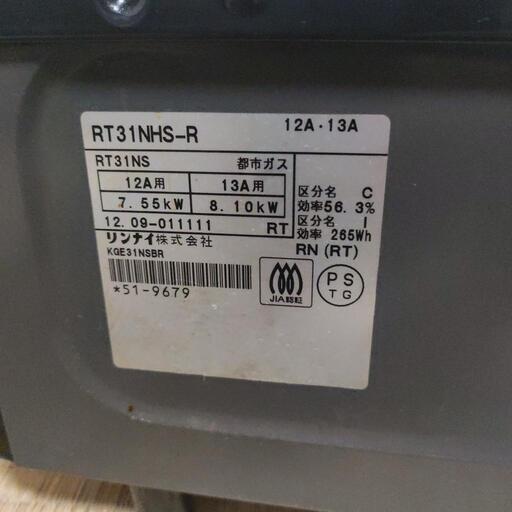 RT31NHS-R 12A·13A
RT31NS 都市ガス
12A用 13A用
7.55kW 8.10kW
区分名 C
効率56.3%
区分名 I
効率 265Wh
12.09-011111 RT
リンナイ株式会社 RN (RT)
KGE31NSBR
*51-9679
JIA認証
PS
TG